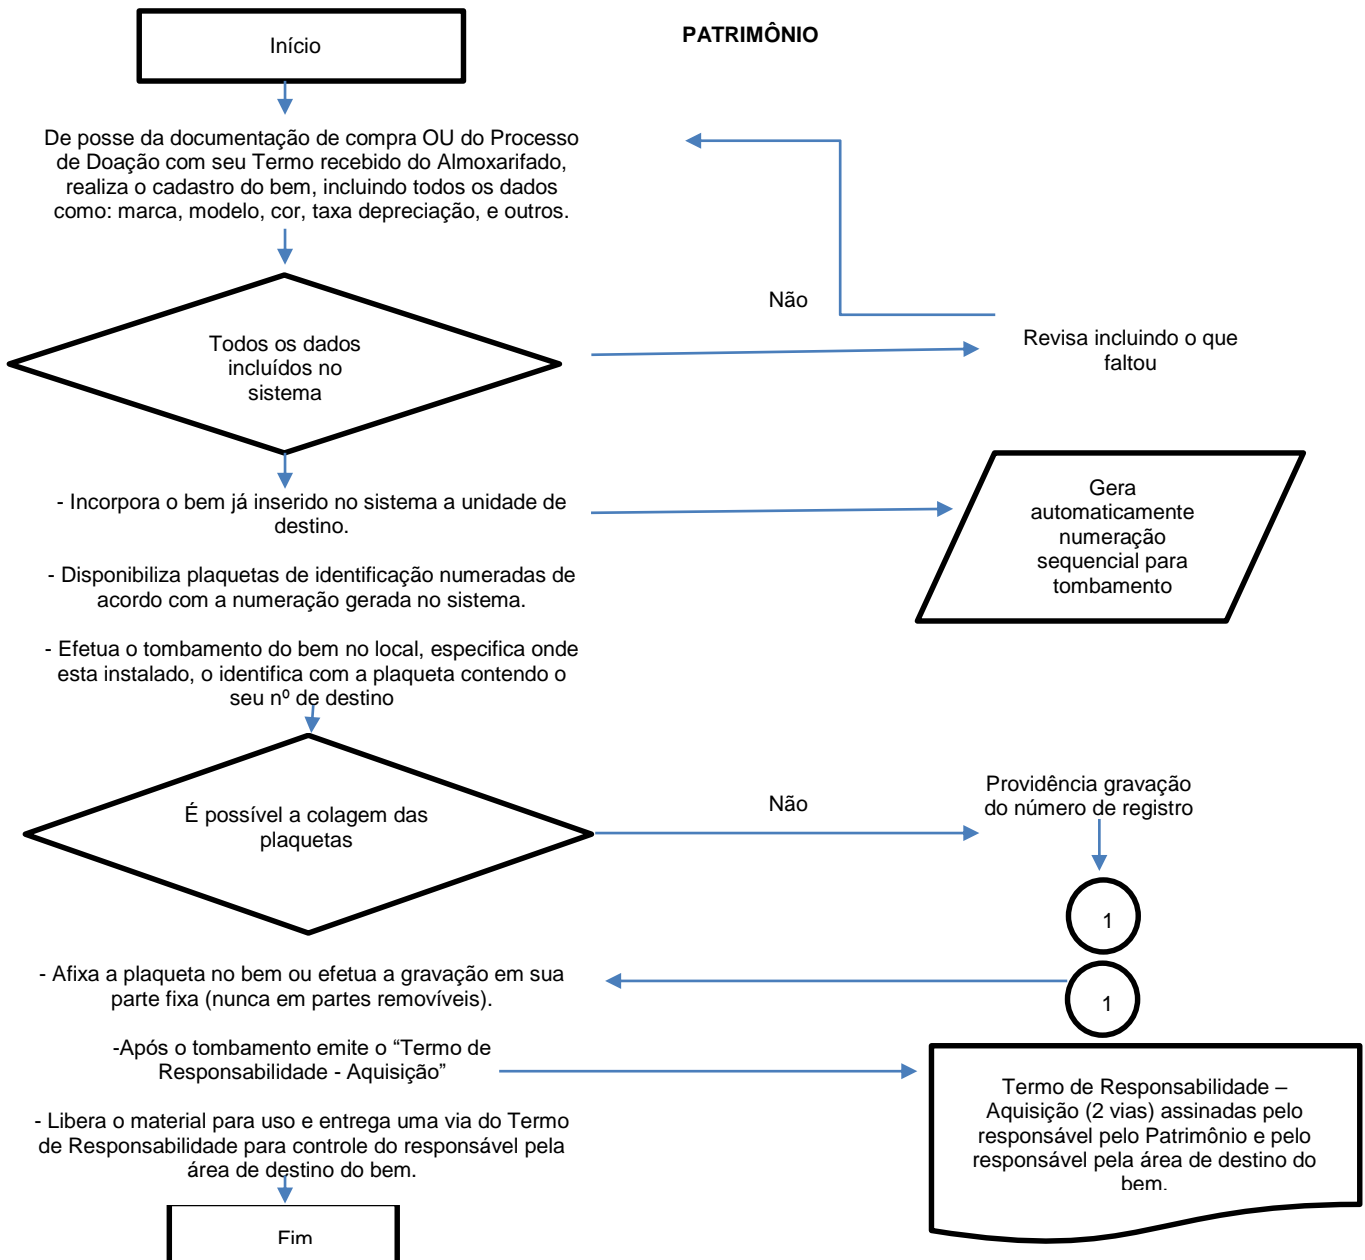 PATRIMÔNIO
Início
De posse da documentação de compra OU do Processo
de Doação com seu Termo recebido do Almoxarifado,
realiza o cadastro do bem, incluindo todos os dados
como: marca, modelo, cor, taxa depreciação, e outros.
Não
Todos os dados
incluídos no
sistema
Revisa incluindo o que
faltou
- Incorpora o bem já inserido no sistema a unidade de
destino.
Gera
automaticamente
numeração
sequencial para
tombamento
- Disponibiliza plaquetas de identificação numeradas de
acordo com a numeração gerada no sistema.
- Efetua o tombamento do bem no local, especifica onde
esta instalado, o identifica com a plaqueta contendo o
seu nº de destino
É possível a colagem das
plaquetas
Não
Providência gravação
do número de registro
1
1
- Afixa a plaqueta no bem ou efetua a gravação em sua
parte fixa (nunca em partes removíveis).
-Após o tombamento emite o “Termo de
Responsabilidade - Aquisição”
Termo de Responsabilidade –
Aquisição (2 vias) assinadas pelo
responsável pelo Patrimônio e pelo
responsável pela área de destino do
bem.
- Libera o material para uso e entrega uma via do Termo
de Responsabilidade para controle do responsável pela
área de destino do bem.
Fim